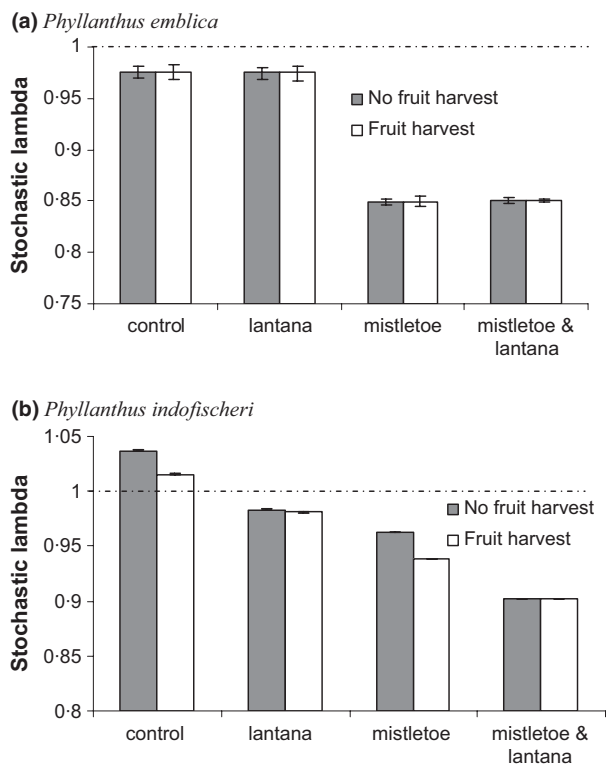 (a) Phyllanthus emblica
1
0·95
0·9
0·85
0·8
0·75
Stochastic lambda
No fruit harvest
Fruit harvest
control lantana mistletoe mistletoe &
lantana
(b) Phyllanthus indofischeri
1·05
1
0·95
0·9
0·85
0·8
Stochastic lambda
No fruit harvest
Fruit harvest
control lantana mistletoe mistletoe &
lantana